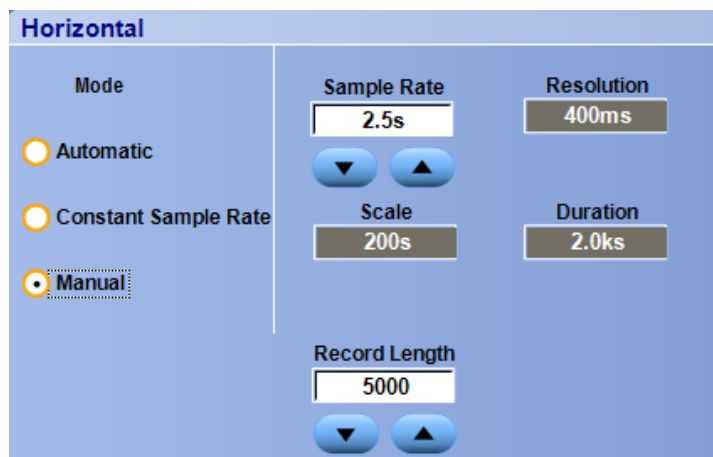 Horizontal
Mode
Automatic
Constant Sample Rate
Manual
Sample Rate
2.5s
Resolution
400ms
Scale
200s
Duration
2.0ks
Record Length
5000